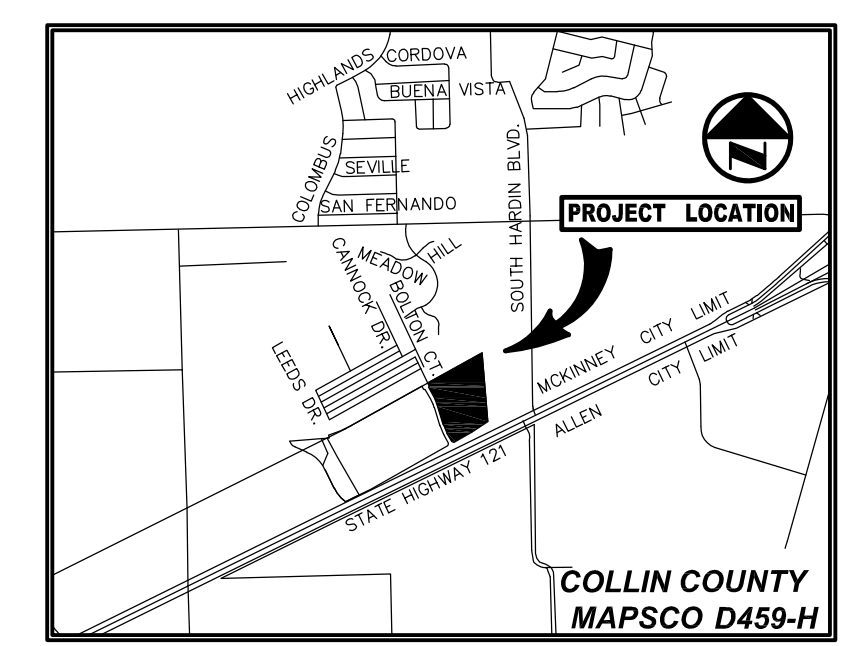 HIGHLANDS
CORDOVA
BUENA VISTA
COLOMBUS
SEVILLE
SAN FERNANDO
SOUTH HARDIN BLVD.
N
PROJECT LOCATION
MEADOW HILL
CANNOCK DR.
BOLTON CT.
LEEDS DR.
MCKINNEY CITY LIMIT
ALLEN CITY LIMIT
STATE HIGHWAY 121
COLLIN COUNTY
MAPSCO D459-H